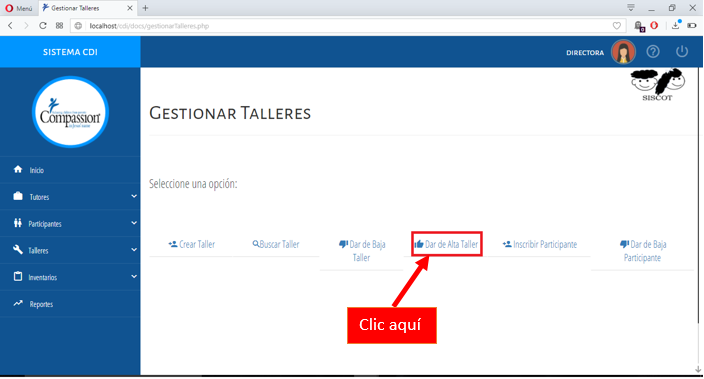 Menú
Gestionar Talleres
localhost/cdi/docs/gestionarTalleres.php
SISTEMA CDI
DIRECTORA
Compassion
SISCOT
GESTIONAR TALLERES
Inicio
Seleccione una opción:
Tutores
Participantes
Crear Taller
Buscar Taller
Dar de Baja
Taller
Dar de Alta Taller
Inscribir Participante
Dar de Baja
Participante
Talleres
Inventarios
Reportes
Clic aquí